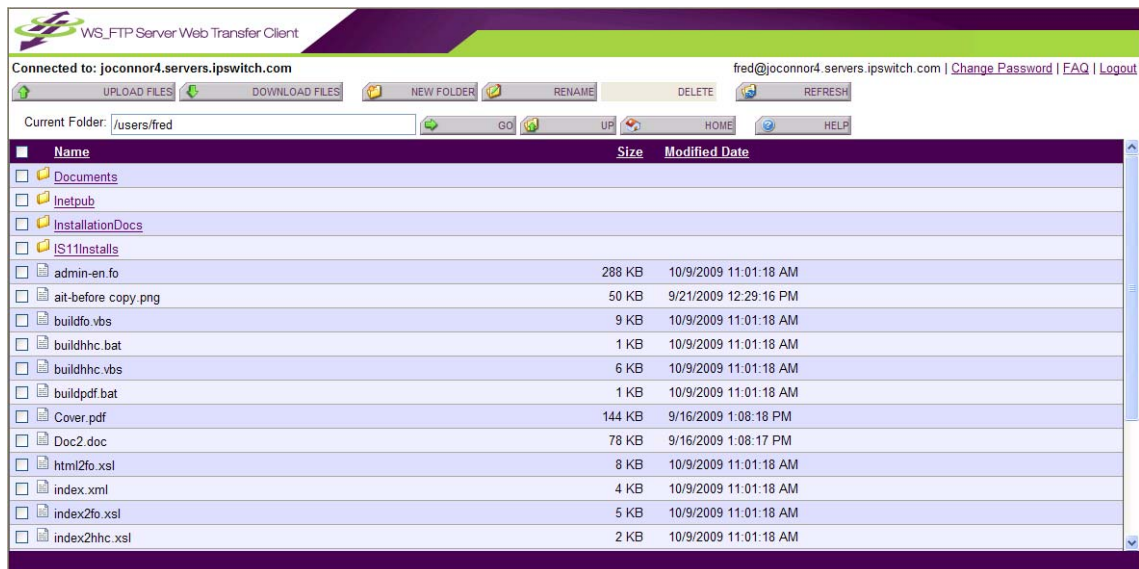 WS_FTP Server Web Transfer Client
Connected to: joconnor4.servers.ipswitch.com fred@joconnor4.servers.ipswitch.com | Change Password | FAQ | Logout
UPLOAD FILES DOWNLOAD FILES NEW FOLDER RENAME DELETE REFRESH
Current Folder: /users/fred GO UP HOME HELP
Name Size Modified Date
Documents
Inetpub
InstallationDocs
IS11Installs
admin-en.fo 288 KB 10/9/2009 11:01:18 AM
ait-before copy.png 50 KB 9/21/2009 12:29:16 PM
buildfo.vbs 9 KB 10/9/2009 11:01:18 AM
buildhhc.bat 1 KB 10/9/2009 11:01:18 AM
buildhhc.vbs 6 KB 10/9/2009 11:01:18 AM
buildpdf.bat 1 KB 10/9/2009 11:01:18 AM
Cover.pdf 144 KB 9/16/2009 1:08:18 PM
Doc2.doc 78 KB 9/16/2009 1:08:17 PM
html2fo.xsl 8 KB 10/9/2009 11:01:18 AM
index.xml 4 KB 10/9/2009 11:01:18 AM
index2fo.xsl 5 KB 10/9/2009 11:01:18 AM
index2hhc.xsl 2 KB 10/9/2009 11:01:18 AM